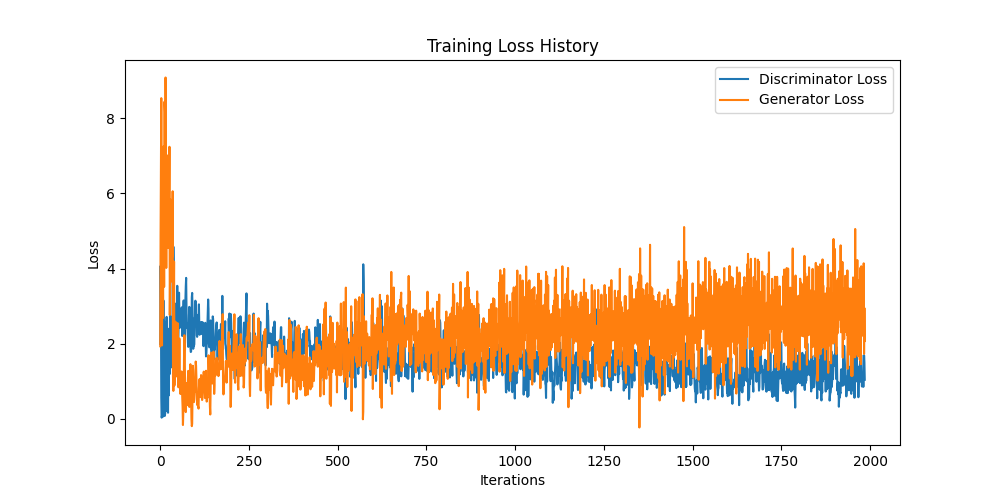 Training Loss History
Discriminator Loss
Generator Loss
Loss
8
6
4
2
0
0 250 500 750 1000 1250 1500 1750 2000
Iterations